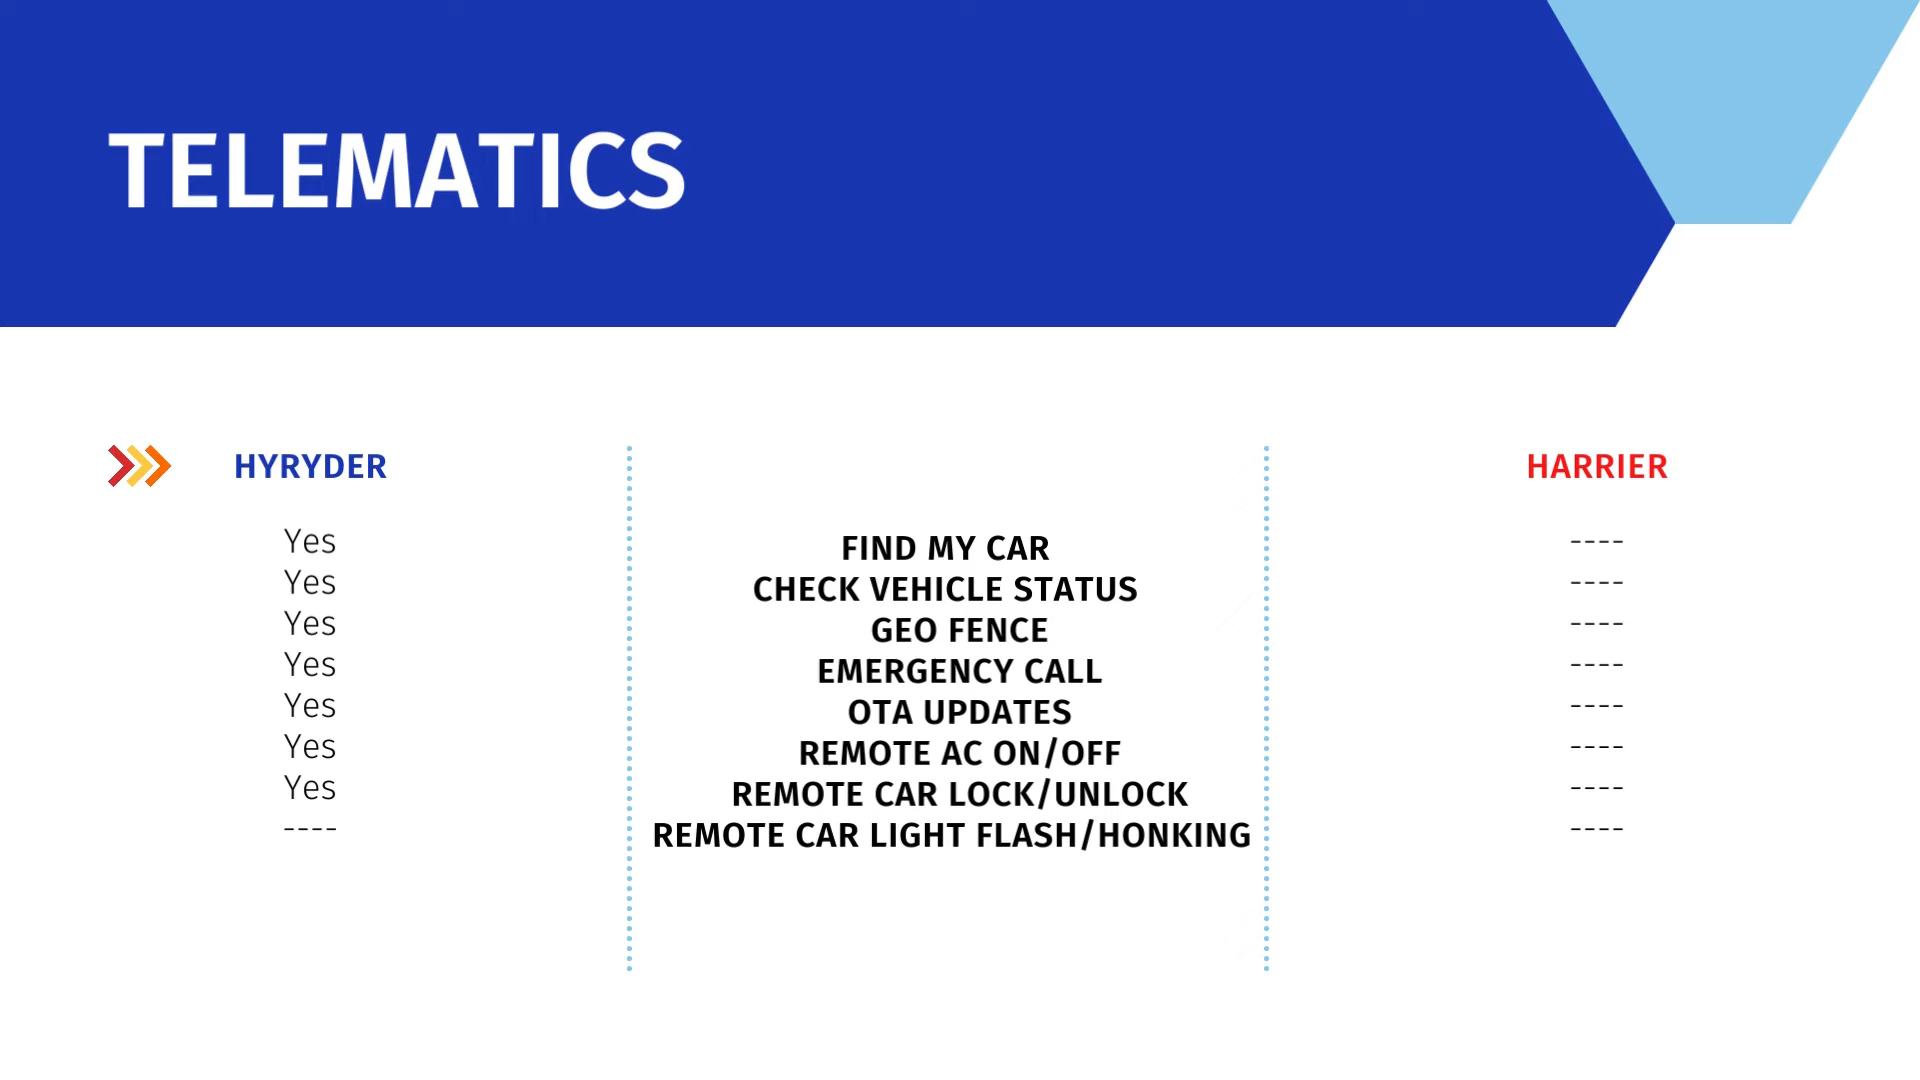 TELEMATICS
HYRYDER HARRIER
Yes FIND MY CAR ----
Yes CHECK VEHICLE STATUS ----
Yes GEO FENCE ----
Yes EMERGENCY CALL ----
Yes OTA UPDATES ----
Yes REMOTE AC ON/OFF ----
Yes REMOTE CAR LOCK/UNLOCK ----
---- REMOTE CAR LIGHT FLASH/HONKING ----